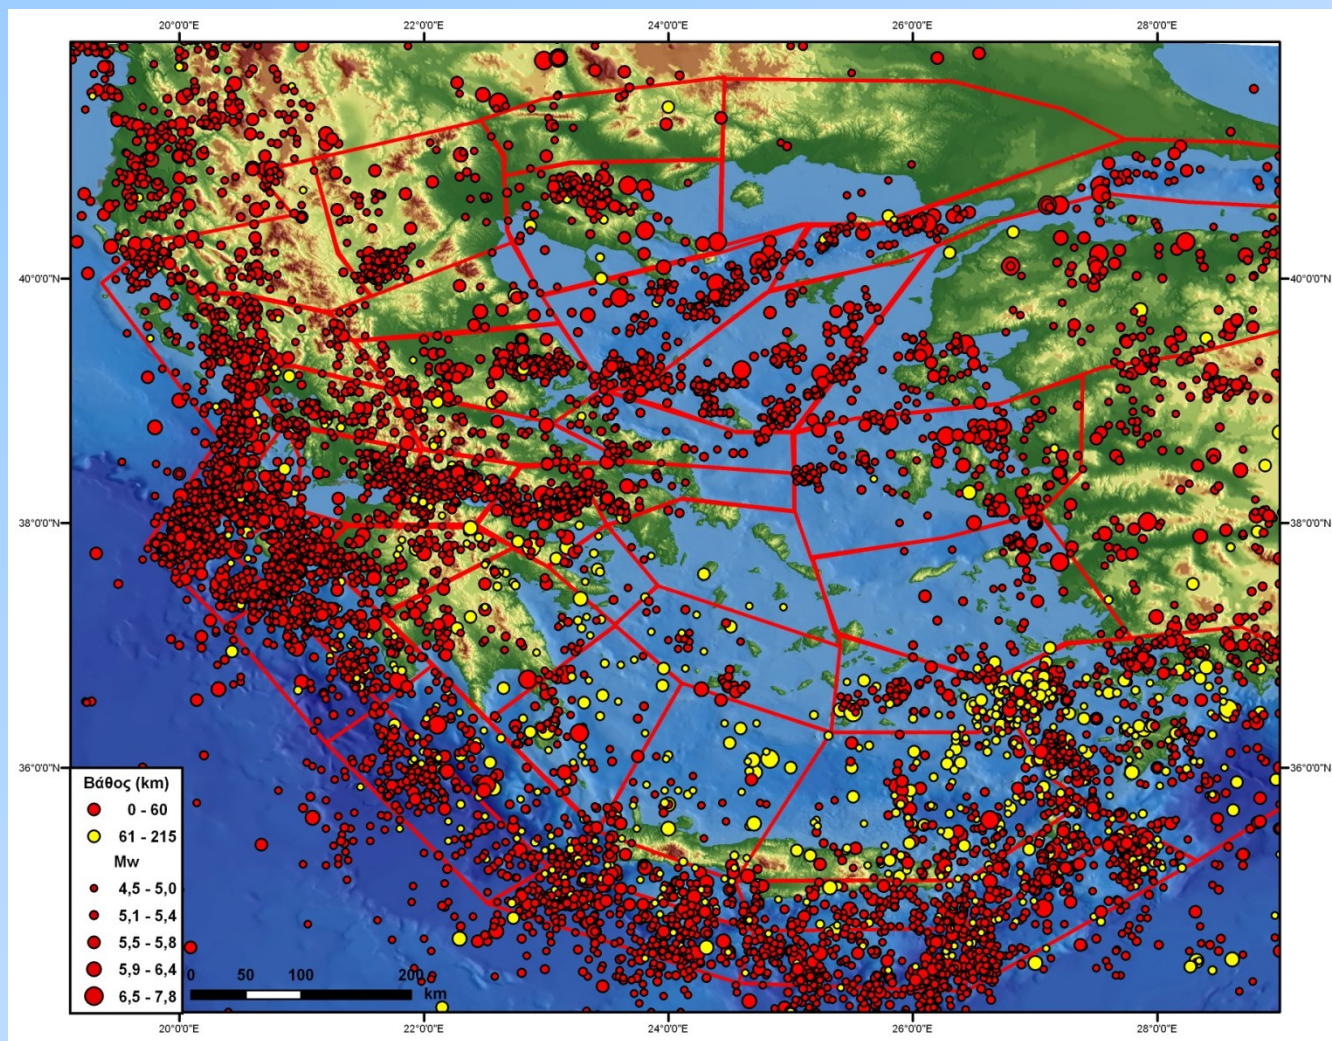 20°0'0"E 22°0'0"E 24°0'0"E 26°0'0"E 28°0'0"E
40°0'0"N 40°0'0"N
38°0'0"N 38°0'0"N
36°0'0"N 36°0'0"N
Βάθος (km)
0 - 60
61 - 215
Mw
4,5 - 5,0
5,1 - 5,4
5,5 - 5,8
5,9 - 6,4
6,5 - 7,8
0 50 100 200
km
20°0'0"E 22°0'0"E 24°0'0"E 26°0'0"E 28°0'0"E